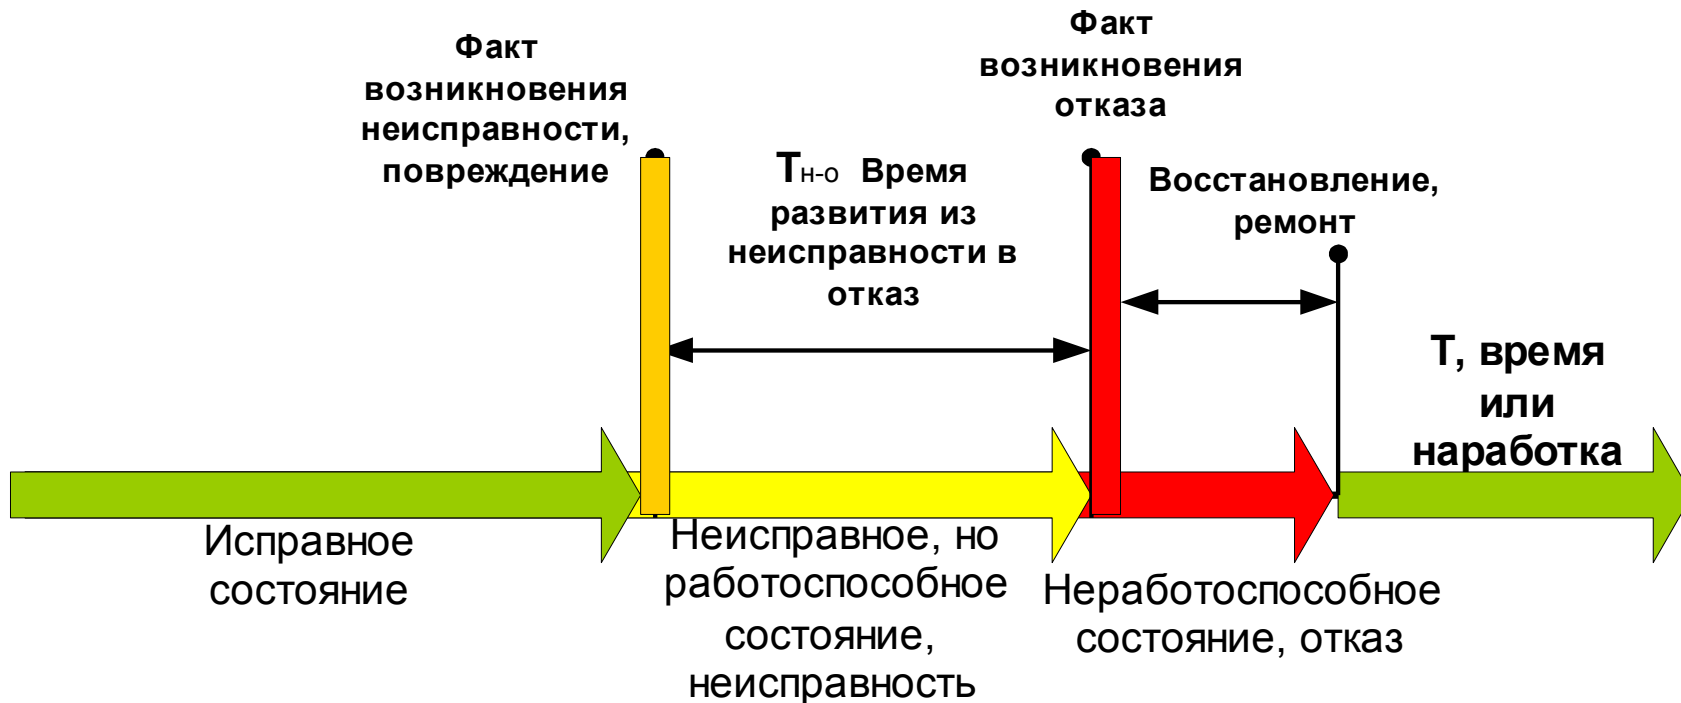 Факт
возникновения
неисправности,
повреждение
Tн-о Время
развития из
неисправности в
отказ
Факт
возникновения
отказа
Восстановление,
ремонт
T, время
или
наработка
Исправное
состояние
Неисправное, но
работоспособное
состояние,
неисправность
Неработоспособное
состояние, отказ